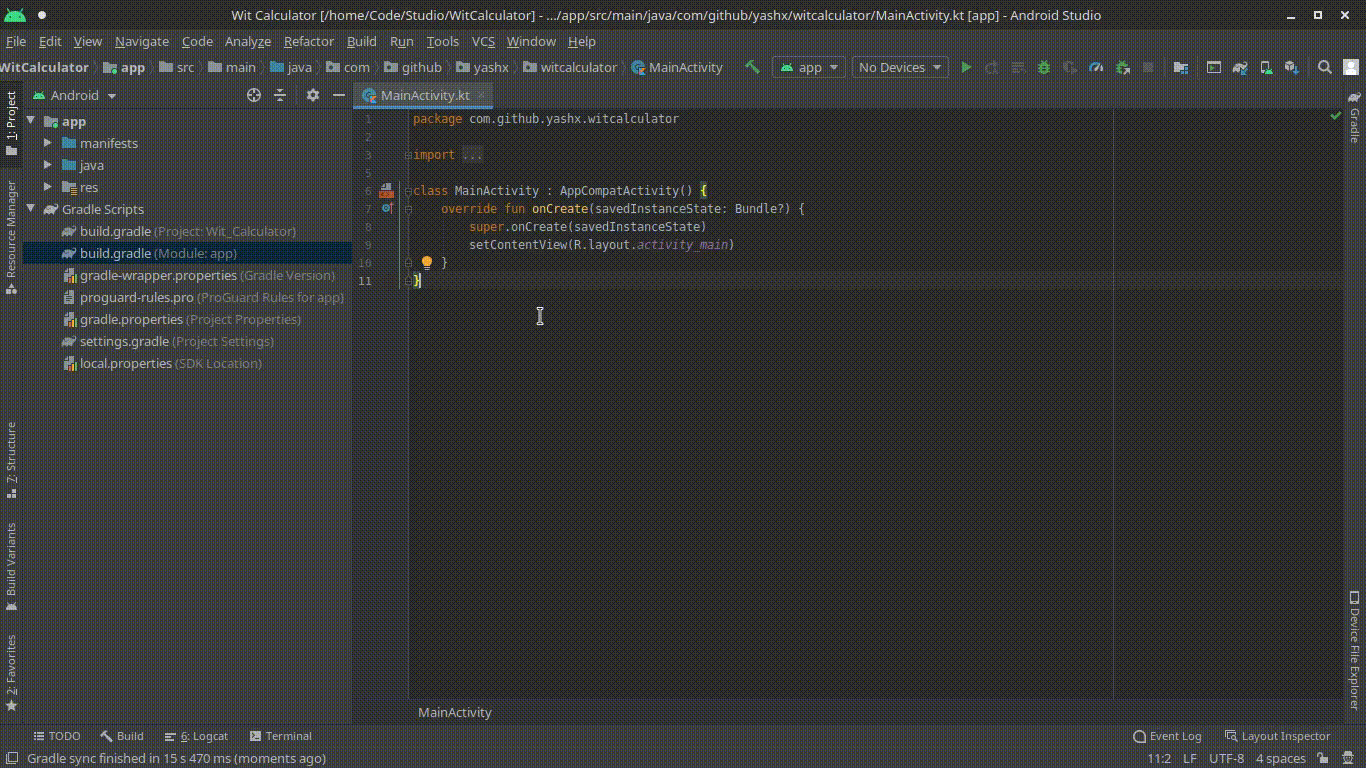 Wit Calculator [/home/Code/Studio/WitCalculator] - .../app/src/main/java/com/github/yashx/witcalculator/MainActivity.kt [app] - Android Studio
File Edit View Navigate Code Analyze Refactor Build Run Tools VCS Window Help
WitCalculator app src main java com github yashx witcalculator MainActivity app No Devices
1: Project
Resource Manager
7: Structure
Build Variants
2: Favorites
Android
app
manifests
java
res
Gradle Scripts
build.gradle (Project: Wit_Calculator)
build.gradle (Module: app)
gradle-wrapper.properties (Gradle Version)
proguard-rules.pro (ProGuard Rules for app)
gradle.properties (Project Properties)
settings.gradle (Project Settings)
local.properties (SDK Location)
MainActivity.kt
1 package com.github.yashx.witcalculator
2
3 import ...
5
6 class MainActivity : AppCompatActivity() {
7 override fun onCreate(savedInstanceState: Bundle?) {
8 super.onCreate(savedInstanceState)
9 setContentView(R.layout.activity_main)
10 }
11 }
MainActivity
Gradle
Device File Explorer
TODO Build 6: Logcat Terminal Event Log Layout Inspector
Gradle sync finished in 15 s 470 ms (moments ago) 11:2 LF UTF-8 4 spaces